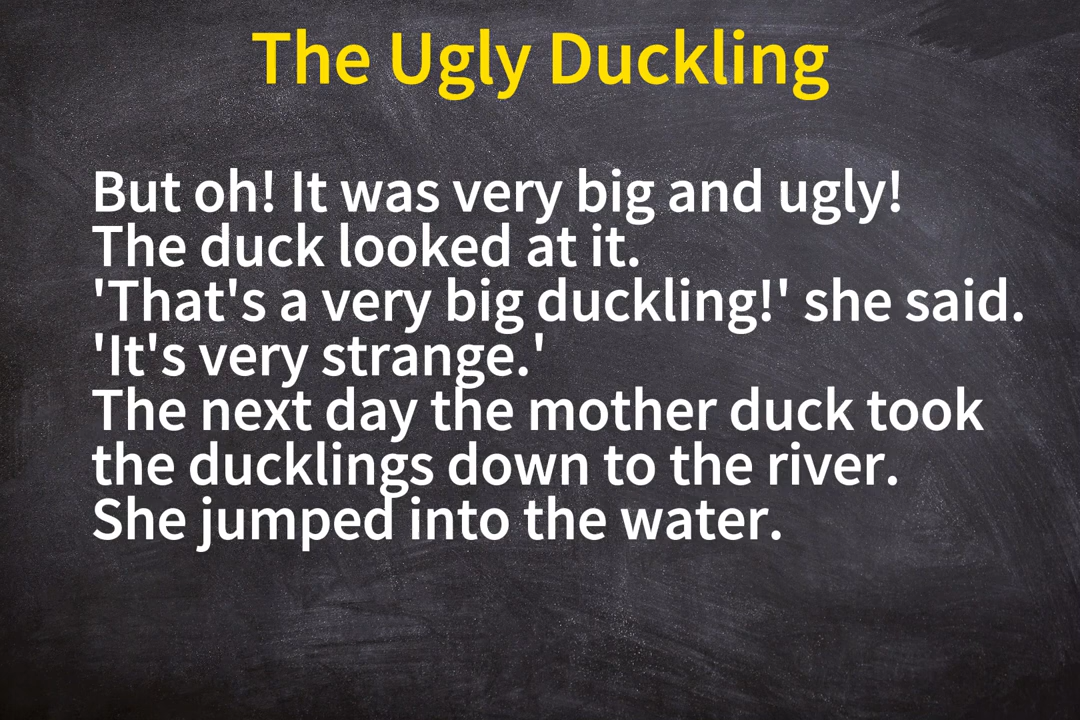 The Ugly Duckling
But oh! It was very big and ugly!
The duck looked at it.
'That's a very big duckling!' she said.
'It's very strange.'
The next day the mother duck took
the ducklings down to the river.
She jumped into the water.